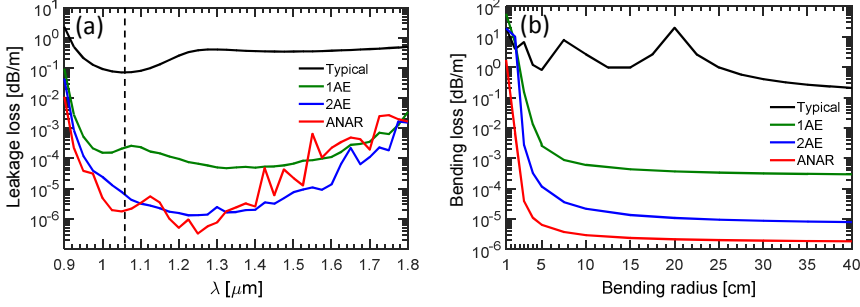 (a)
Leakage loss [dB/m]
10^1
10^0
10^-1
10^-2
10^-3
10^-4
10^-5
10^-6
Typical
1AE
2AE
ANAR
0.9 1 1.1 1.2 1.3 1.4 1.5 1.6 1.7 1.8
λ [μm]
(b)
Bending loss [dB/m]
10^2
10^1
10^0
10^-1
10^-2
10^-3
10^-4
10^-5
10^-6
Typical
1AE
2AE
ANAR
1 5 10 15 20 25 30 35 40
Bending radius [cm]